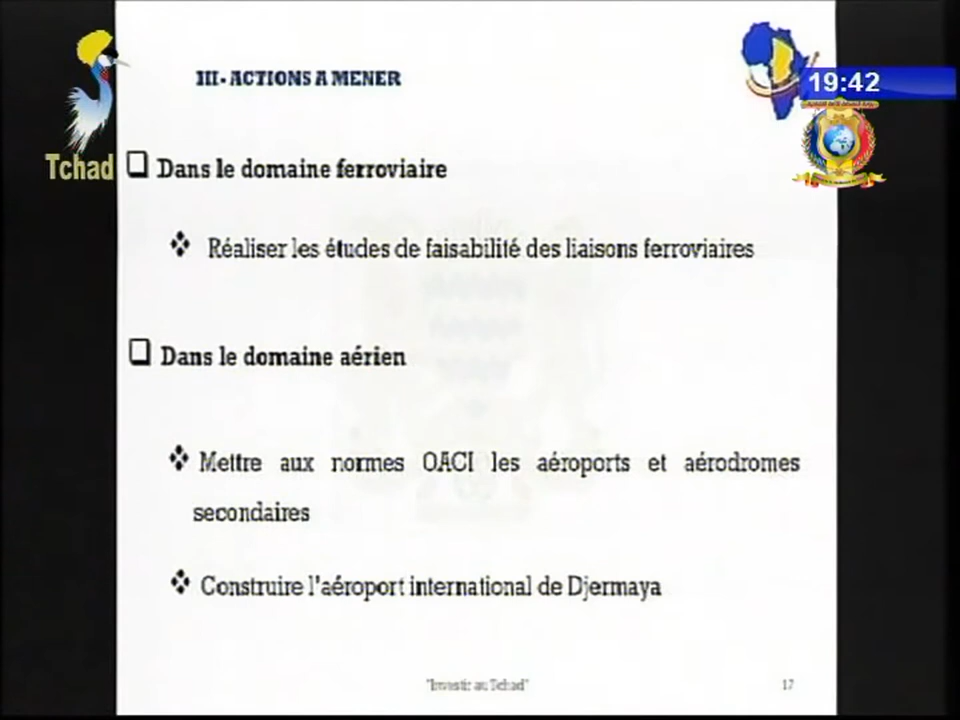 III- ACTIONS A MENER
19:42
Tchad
Dans le domaine ferroviaire
Réaliser les études de faisabilité des liaisons ferroviaires
Dans le domaine aérien
Mettre aux normes OACI les aéroports et aérodromes
secondaires
Construire l'aéroport international de Djermaya
"Investir au Tchad"
17